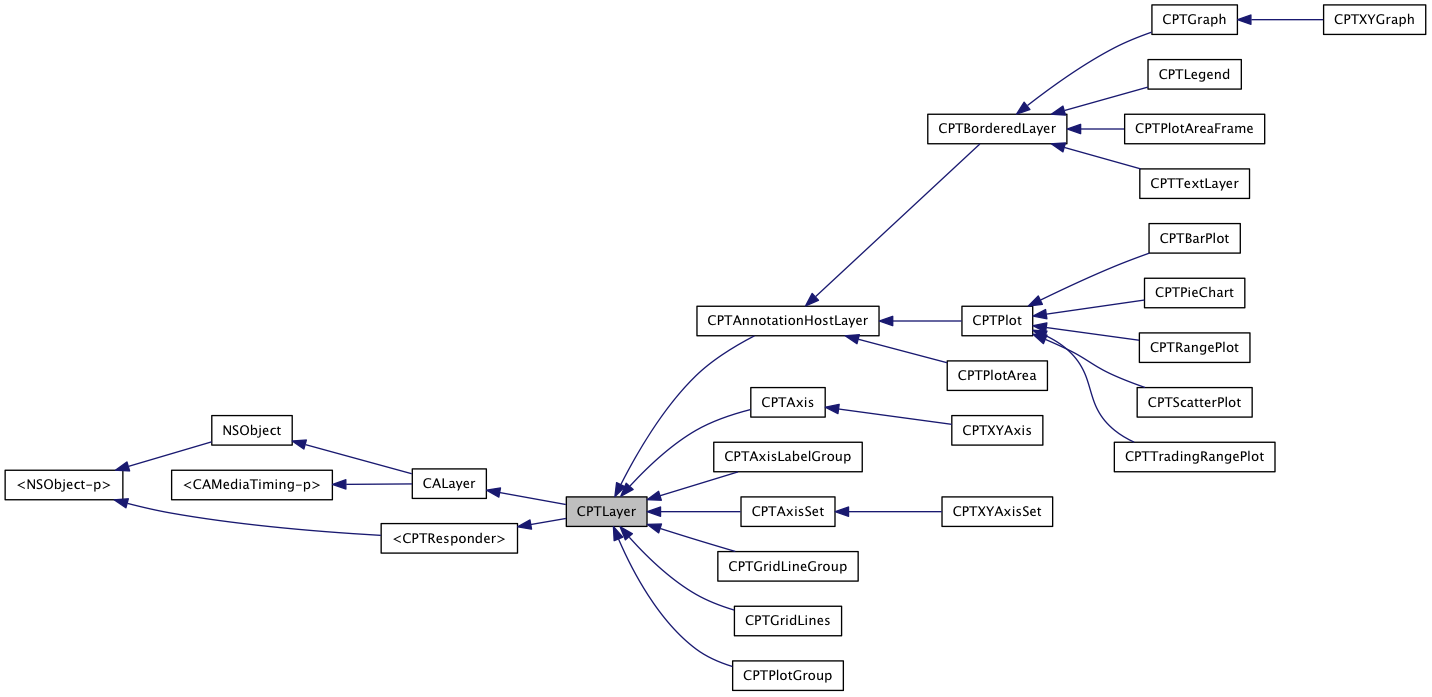 CPTGraph
CPTXYGraph
CPTLegend
CPTBorderedLayer
CPTPlotAreaFrame
CPTTextLayer
CPTBarPlot
CPTPieChart
CPTAnnotationHostLayer
CPTPlot
CPTRangePlot
CPTPlotArea
CPTAxis
CPTScatterPlot
NSObject
CPTXYAxis
CPTAxisLabelGroup
CPTTradingRangePlot
<NSObject-p>
<CAMediaTiming-p>
CALayer
CPTLayer
CPTAxisSet
CPTXYAxisSet
<CPTResponder>
CPTGridLineGroup
CPTGridLines
CPTPlotGroup